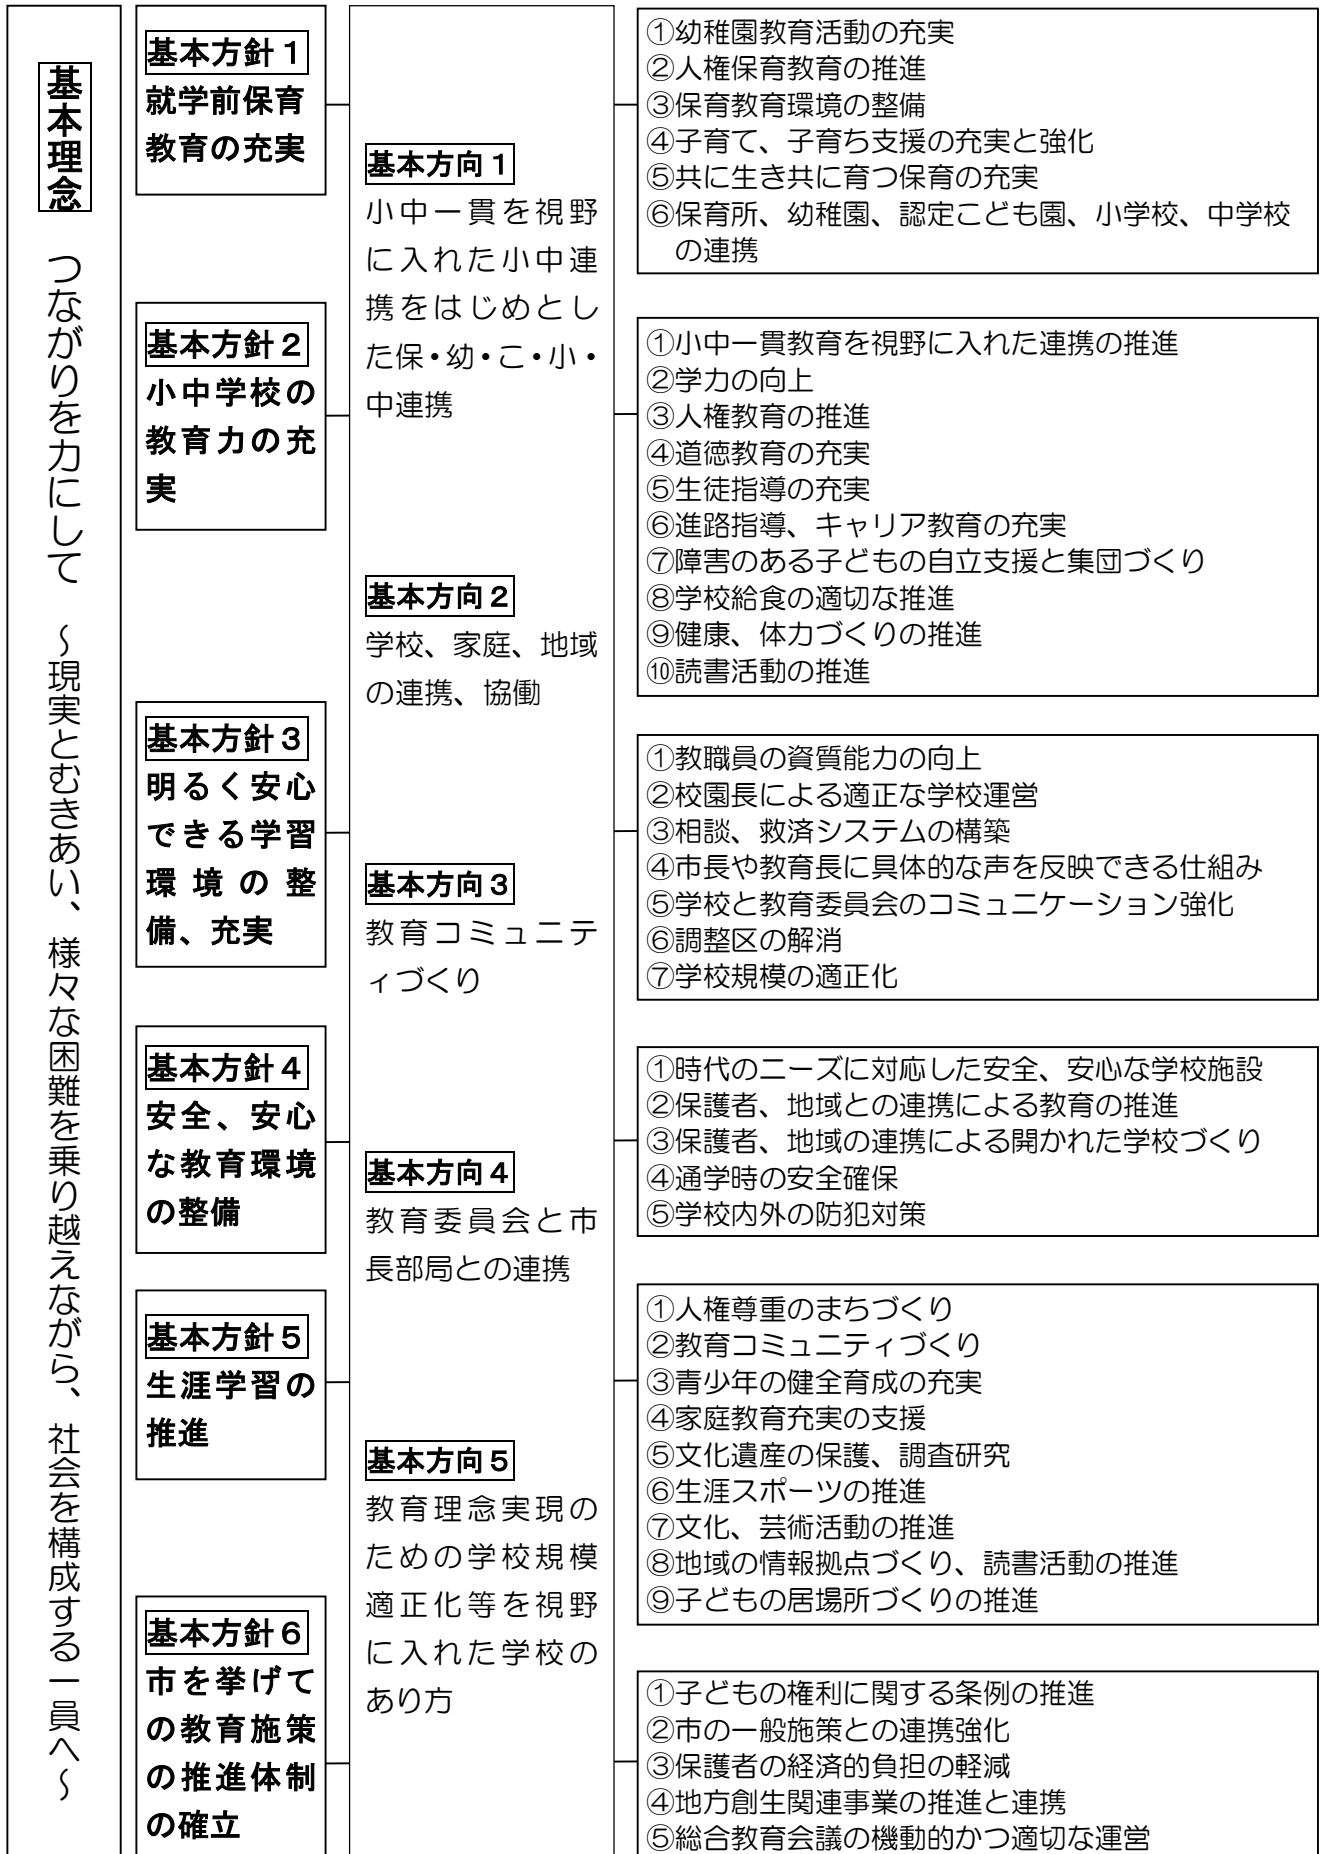 基本理念 つながりを力にして ～現実とむきあい、様々な困難を乗り越えながら、社会を構成する一員へ～
基本方針1
就学前保育
教育の充実
基本方針2
小中学校の
教育力の充
実
基本方針3
明るく安心
できる学習
環境の整
備、充実
基本方針4
安全、安心
な教育環境
の整備
基本方針5
生涯学習の
推進
基本方針6
市を挙げて
の教育施策
の推進体制
の確立
基本方向1
小中一貫を視野
に入れた小中連
携をはじめとし
た保・幼・こ・小・
中連携
基本方向2
学校、家庭、地域
の連携、協働
基本方向3
教育コミュニテ
ィづくり
基本方向4
教育委員会と市
長部局との連携
基本方向5
教育理念実現の
ための学校規模
適正化等を視野
に入れた学校の
あり方
①幼稚園教育活動の充実
②人権保育教育の推進
③保育教育環境の整備
④子育て、子育ち支援の充実と強化
⑤共に生き共に育つ保育の充実
⑥保育所、幼稚園、認定こども園、小学校、中学校
の連携
①小中一貫教育を視野に入れた連携の推進
②学力の向上
③人権教育の推進
④道徳教育の充実
⑤生徒指導の充実
⑥進路指導、キャリア教育の充実
⑦障害のある子どもの自立支援と集団づくり
⑧学校給食の適切な推進
⑨健康、体力づくりの推進
⑩読書活動の推進
①教職員の資質能力の向上
②校園長による適正な学校運営
③相談、救済システムの構築
④市長や教育長に具体的な声を反映できる仕組み
⑤学校と教育委員会のコミュニケーション強化
⑥調整区の解消
⑦学校規模の適正化
①時代のニーズに対応した安全、安心な学校施設
②保護者、地域との連携による教育の推進
③保護者、地域の連携による開かれた学校づくり
④通学時の安全確保
⑤学校内外の防犯対策
①人権尊重のまちづくり
②教育コミュニティづくり
③青少年の健全育成の充実
④家庭教育充実の支援
⑤文化遺産の保護、調査研究
⑥生涯スポーツの推進
⑦文化、芸術活動の推進
⑧地域の情報拠点づくり、読書活動の推進
⑨子どもの居場所づくりの推進
①子どもの権利に関する条例の推進
②市の一般施策との連携強化
③保護者の経済的負担の軽減
④地方創生関連事業の推進と連携
⑤総合教育会議の機動的かつ適切な運営